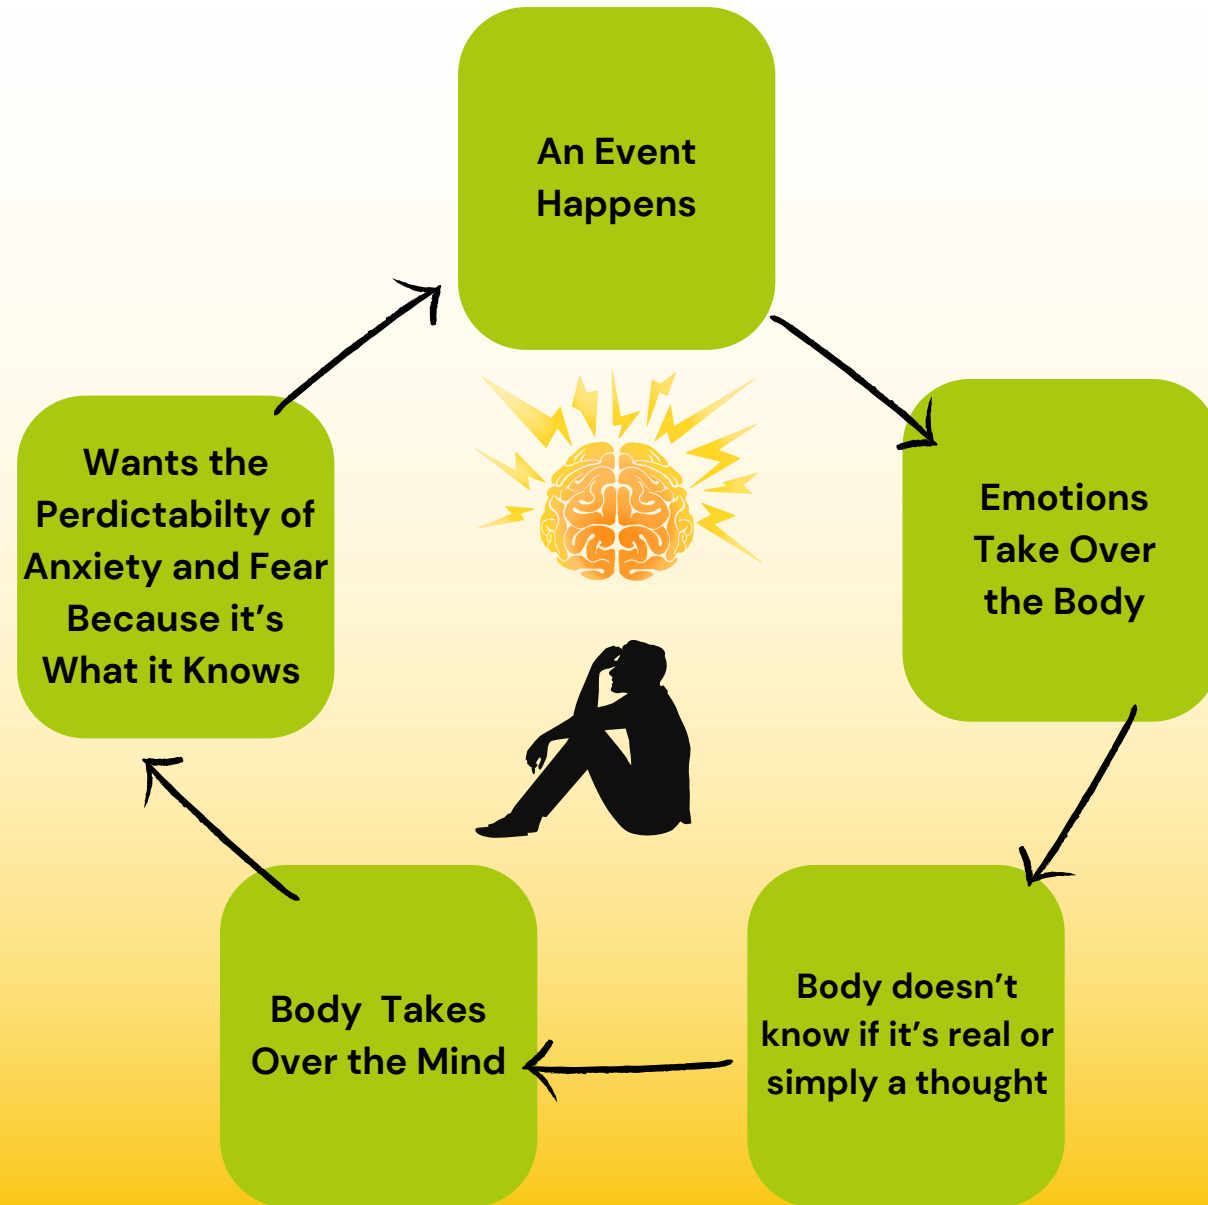 An Event
Happens
Emotions
Take Over
the Body
Body doesn't
know if it's real or
simply a thought
Body  Takes
Over the Mind
Wants the
Perdictabilty of
Anxiety and Fear
Because it's
What it Knows